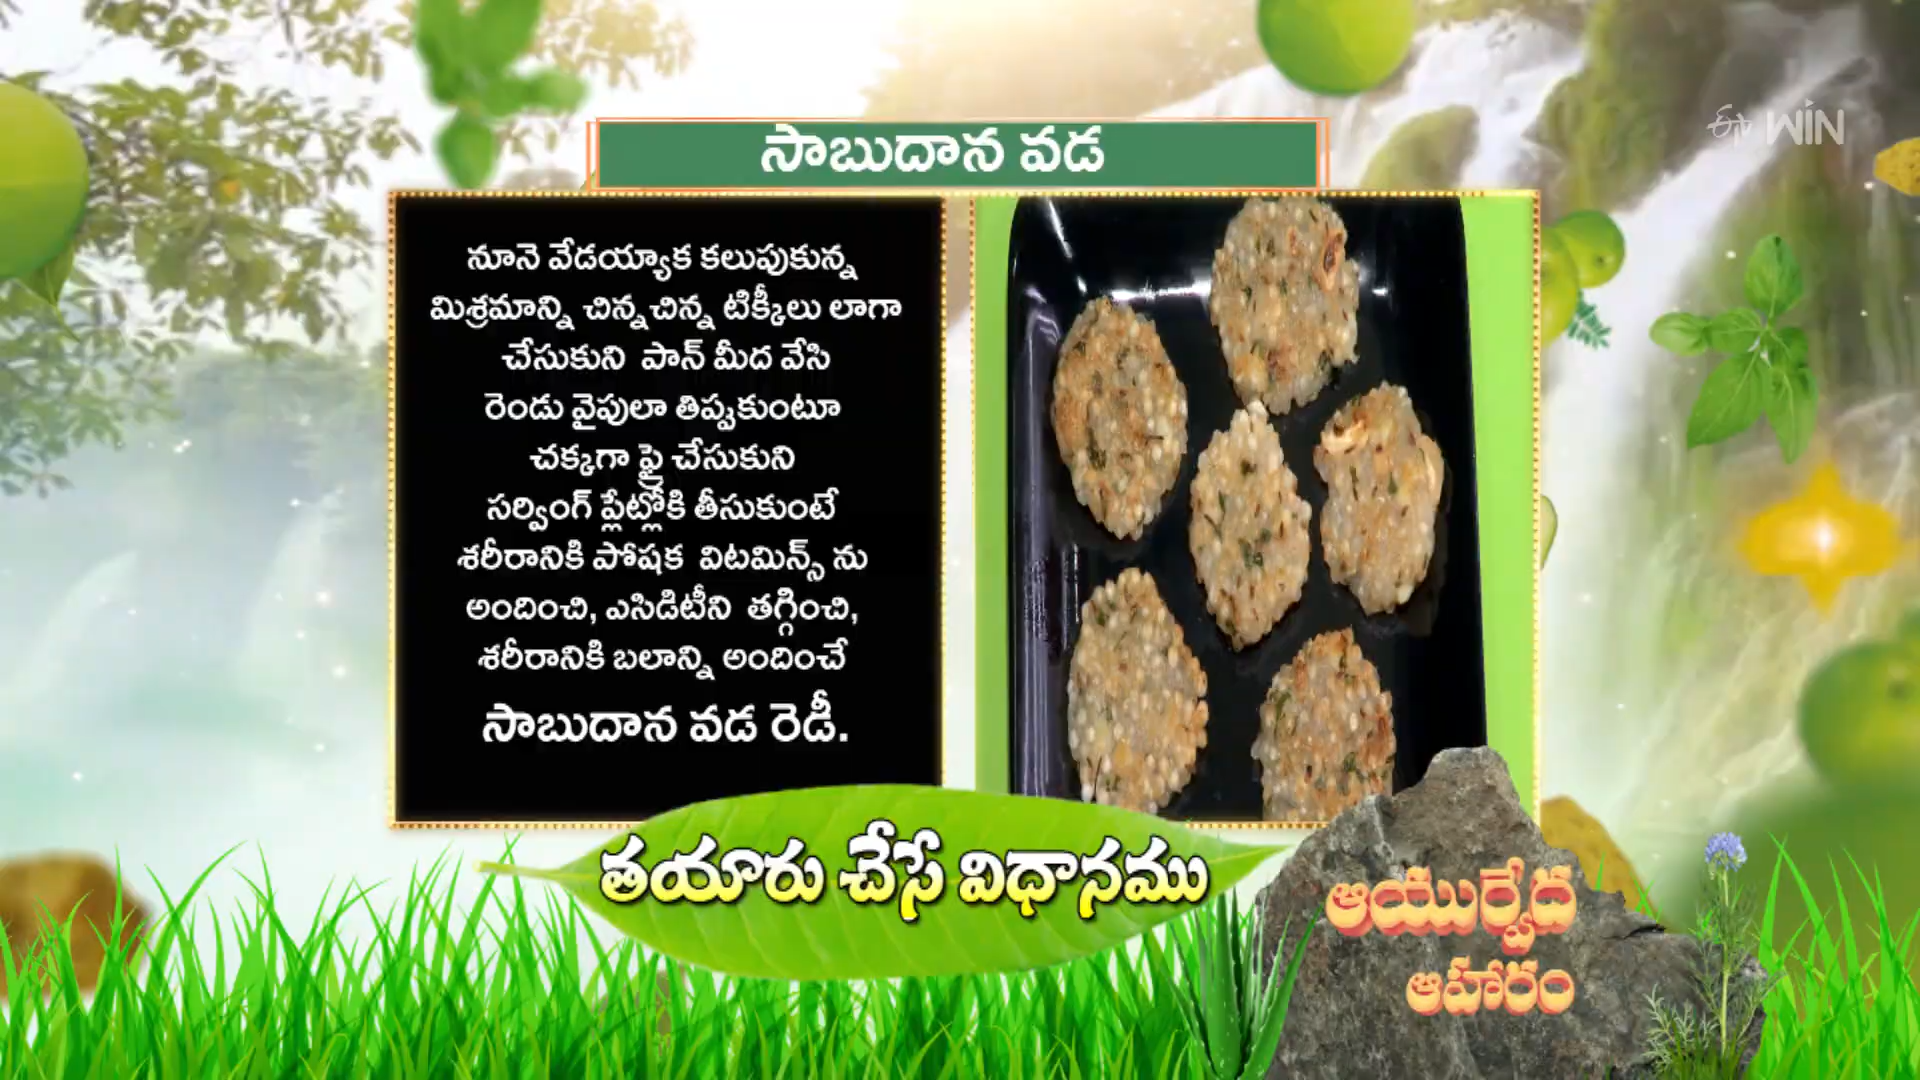 సాబుదాన వడ
ఈటీవీ WIN
నూనె వేడయ్యాక కలుపుకున్న
మిశ్రమాన్ని చిన్నచిన్న టిక్కీలు లాగా
చేసుకుని పాన్ మీద వేసి
రెండు వైపులా తిప్పకుంటూ
చక్కగా ఫ్రై చేసుకుని
సర్వింగ్ ప్లేట్లోకి తీసుకుంటే
శరీరానికి పోషక విటమిన్స్ ను
అందించి, ఎసిడిటీని తగ్గించి,
శరీరానికి బలాన్ని అందించే
సాబుదాన వడ రెడీ.
తయారు చేసే విధానము
ఆయుర్వేద
ఆహారం